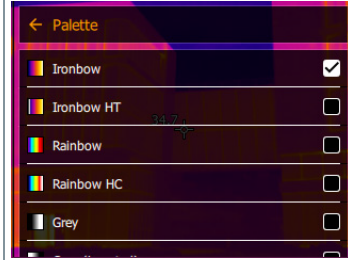 ← Palette
Ironbow
Ironbow HT
34.7
Rainbow
Rainbow HC
Grey